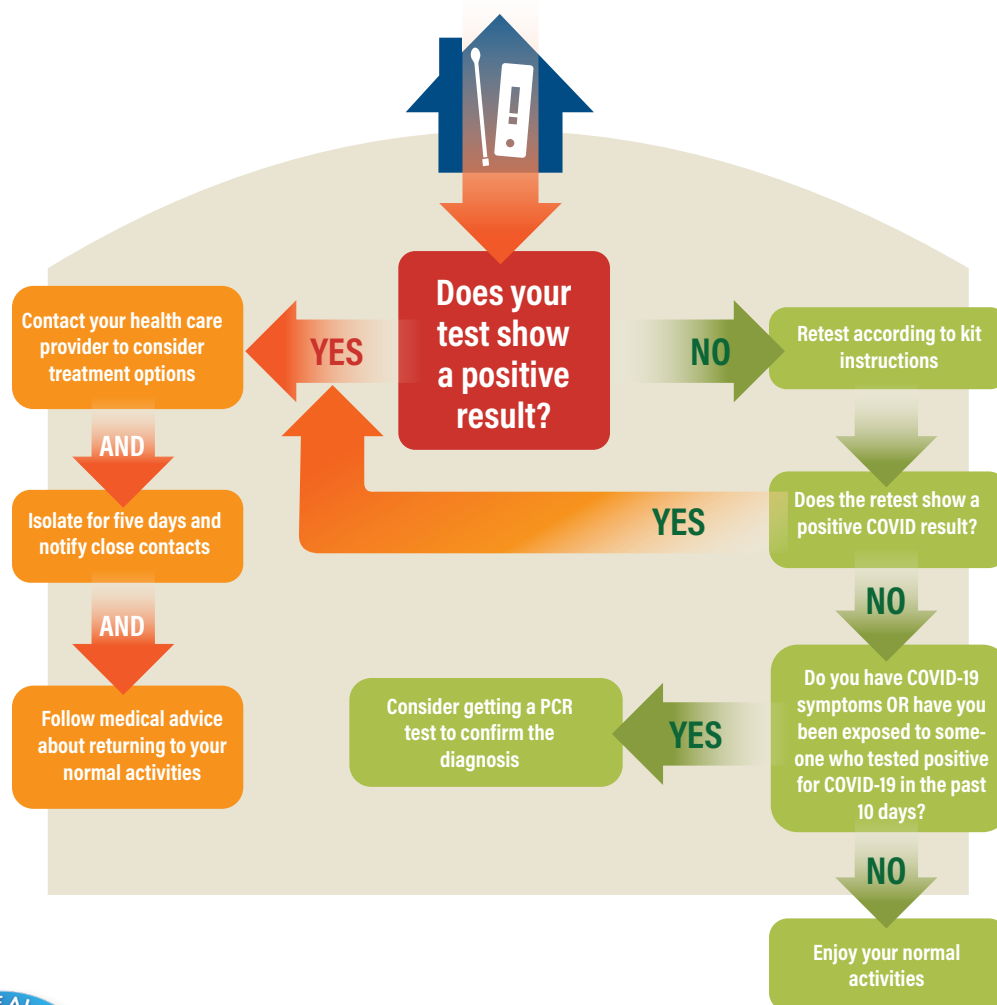 Does your
test show
a positive
result?
YES
NO
Contact your health care
provider to consider
treatment options
AND
Isolate for five days and
notify close contacts
AND
Follow medical advice
about returning to your
normal activities
Retest according to kit
instructions
Does the retest show a
positive COVID result?
YES
NO
Do you have COVID-19
symptoms OR have you
been exposed to some-
one who tested positive
for COVID-19 in the past
10 days?
YES
Consider getting a PCR
test to confirm the
diagnosis
NO
Enjoy your normal
activities